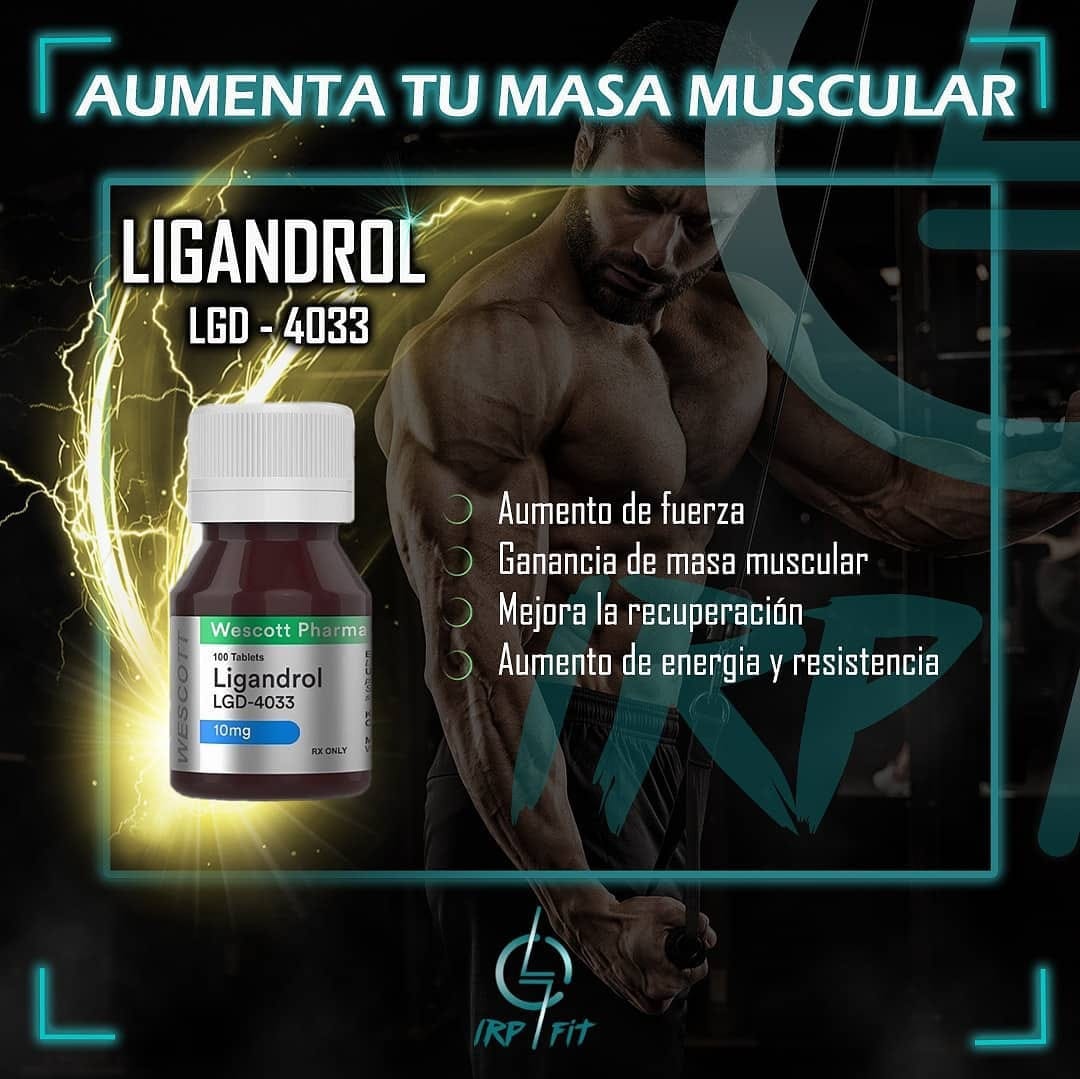 AUMENTA TU MASA MUSCULAR
LIGANDROL
LGD - 4033
Aumento de fuerza
Ganancia de masa muscular
Mejora la recuperación
Aumento de energia y resistencia
WESCOTT
Wescott Pharma
100 Tablets
Ligandrol
LGD-4033
10mg
RX ONLY
IRP
IRP FIT